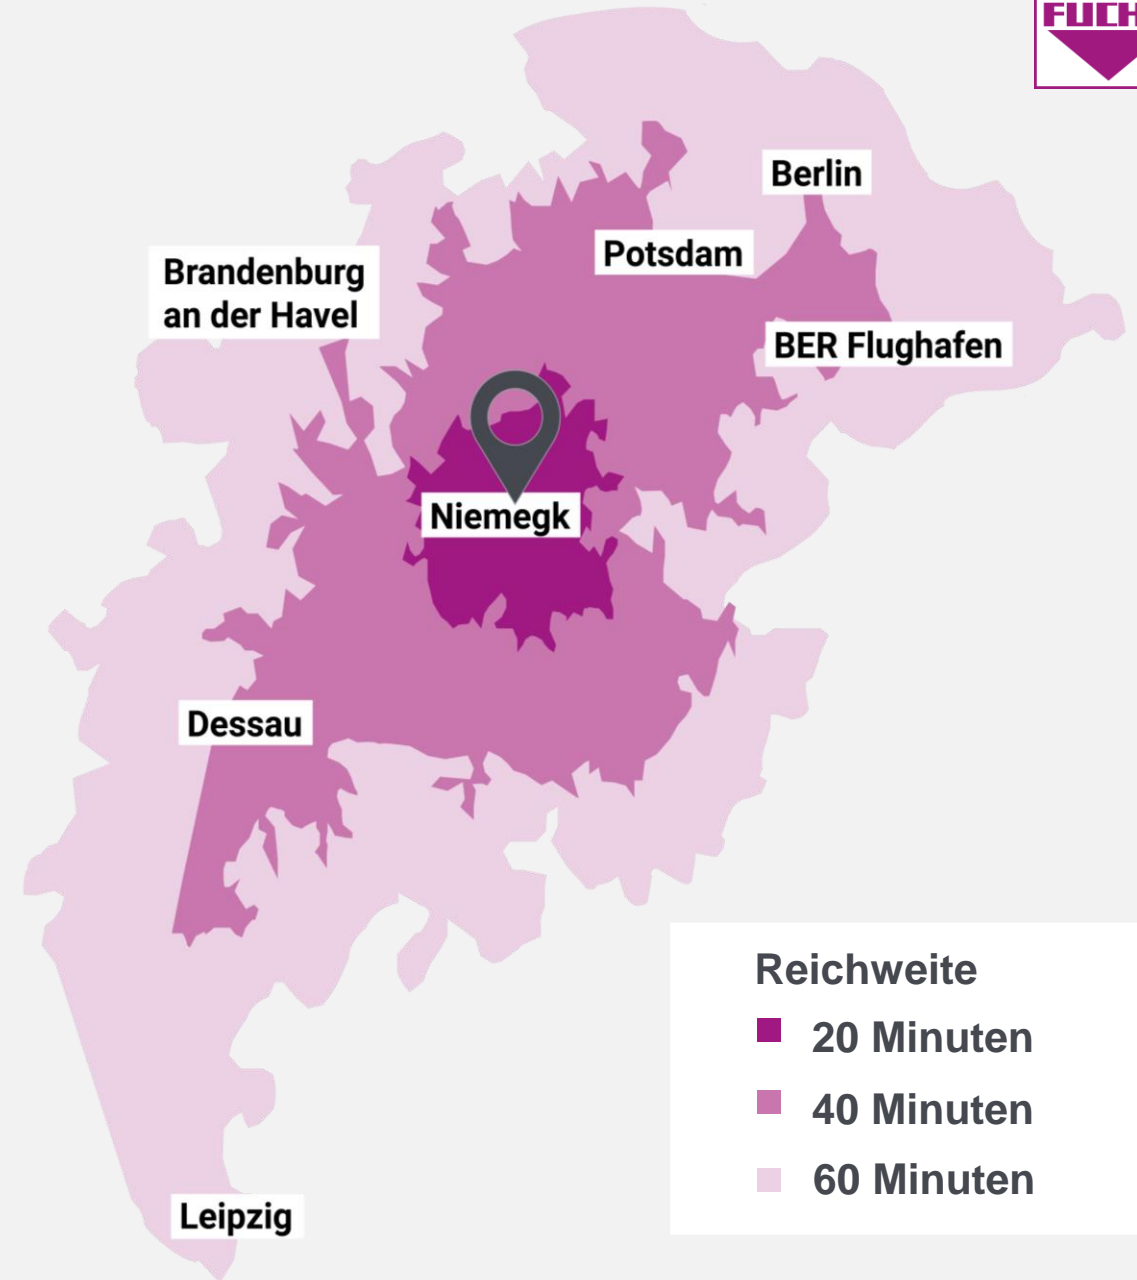 FUCH
Berlin
Potsdam
Brandenburg
an der Havel
BER Flughafen
Niemegk
Dessau
Reichweite
20 Minuten
40 Minuten
60 Minuten
Leipzig